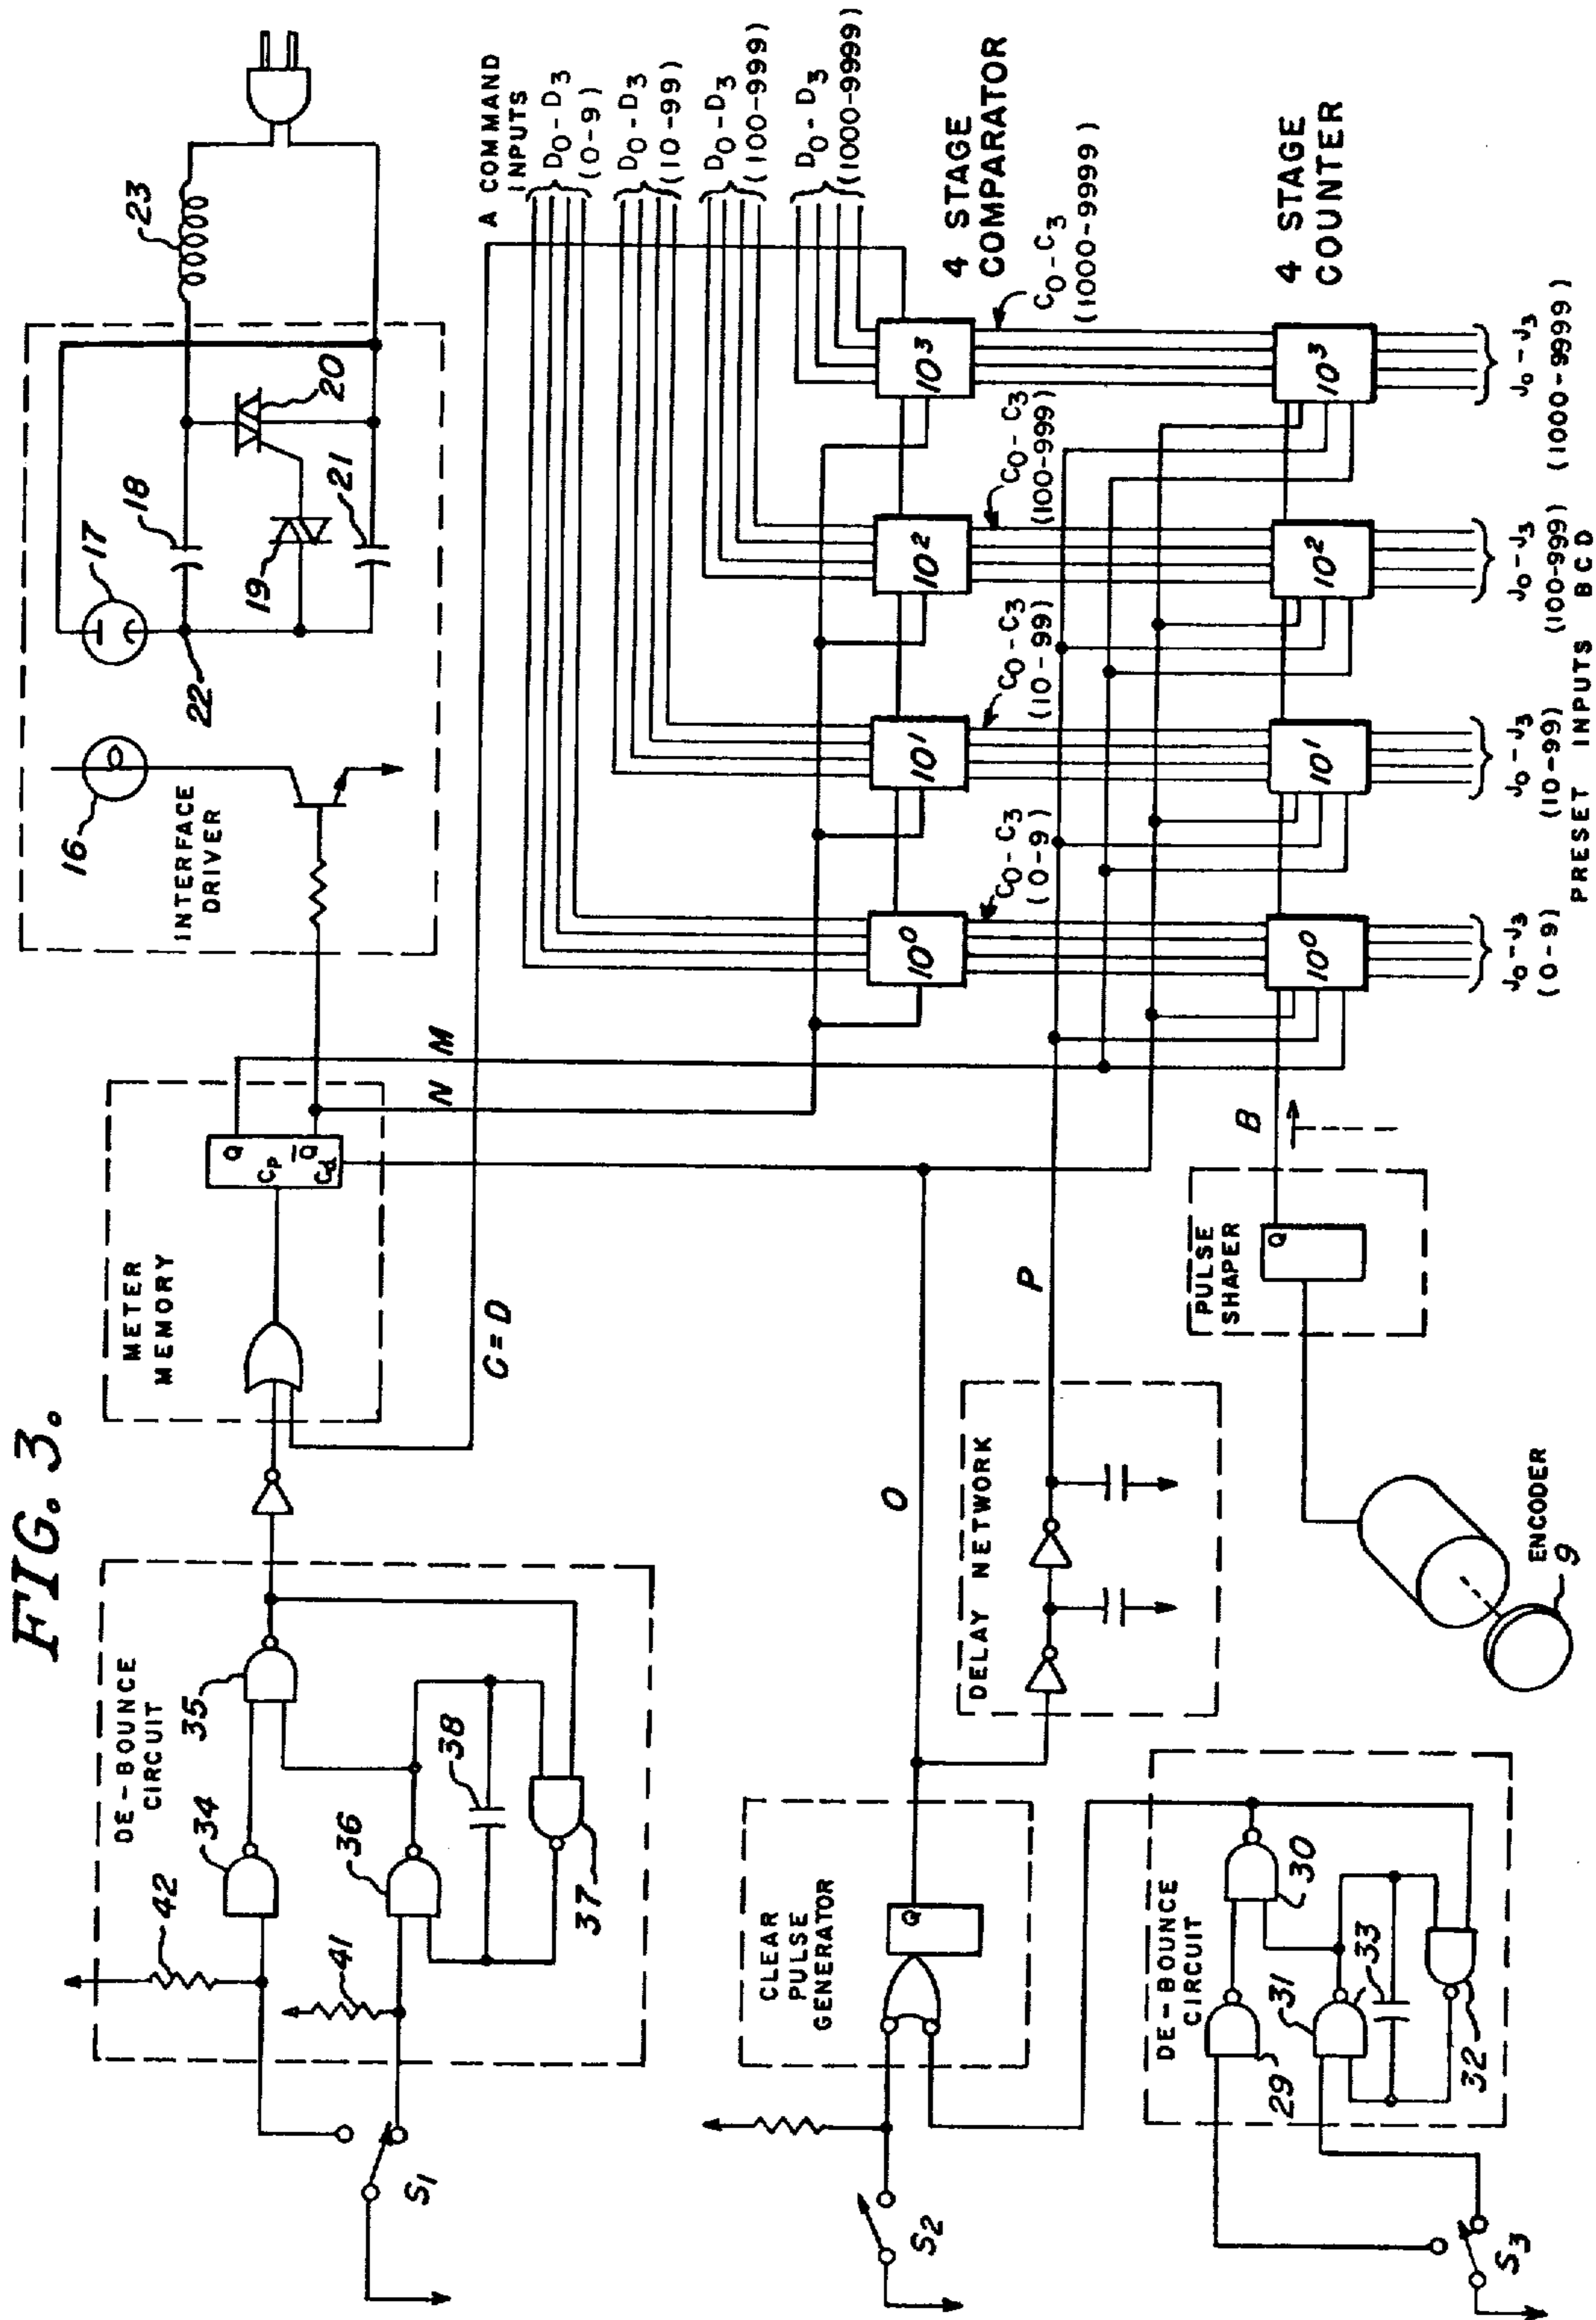 FIG. 3.
DE-BOUNCE
CIRCUIT
42
34
35
41
36
38
37
S1
METER
MEMORY
Q
CP
Q̅
Cd
N
M
C=D
16
INTERFACE
DRIVER
17
18
22
19
20
21
23
A COMMAND
INPUTS
D0-D3
(0-9)
D0-D3
(10-99)
D0-D3
(100-999)
D0-D3
(1000-9999)
4 STAGE
COMPARATOR
10⁰
10¹
10²
10³
C0-C3
(0-9)
C0-C3
(10-99)
C0-C3
(100-999)
C0-C3
(1000-9999)
4 STAGE
COUNTER
10⁰
10¹
10²
10³
J0-J3
(0-9)
J0-J3
(10-99)
J0-J3
(100-999)
J0-J3
(1000-9999)
PRESET INPUTS BCD
CLEAR
PULSE
GENERATOR
Q
S2
O
DELAY NETWORK
P
PULSE
SHAPER
Q
B
ENCODER
9
DE-BOUNCE
CIRCUIT
29
30
31
33
32
S3